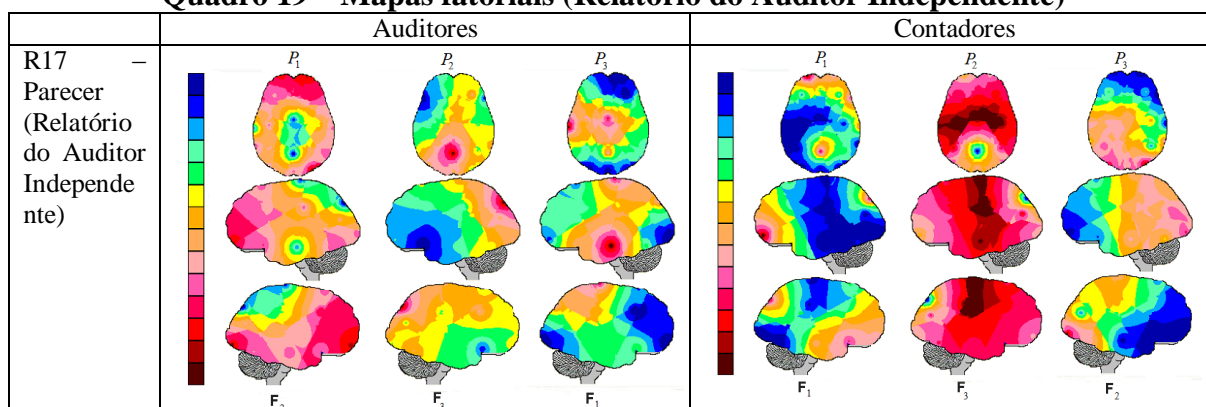 Quadro 19 – Mapas fatoriais (Relatório do Auditor Independente)
Auditores Contadores
R17 –
Parecer
(Relatório
do Auditor
Independe
nte)
P1 P2 P3 P1 P2 P3
F2 F3 F1 F1 F3 F2